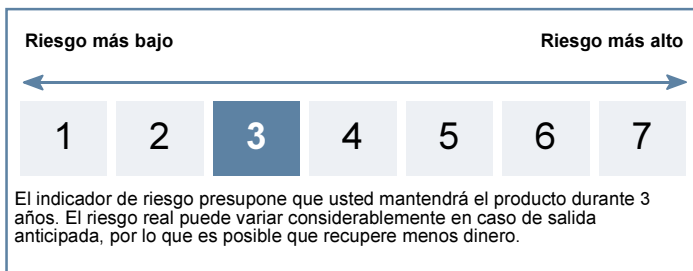 Riesgo más bajo Riesgo más alto
1 2 3 4 5 6 7
El indicador de riesgo presupone que usted mantendrá el producto durante 3
años. El riesgo real puede variar considerablemente en caso de salida
anticipada, por lo que es posible que recupere menos dinero.